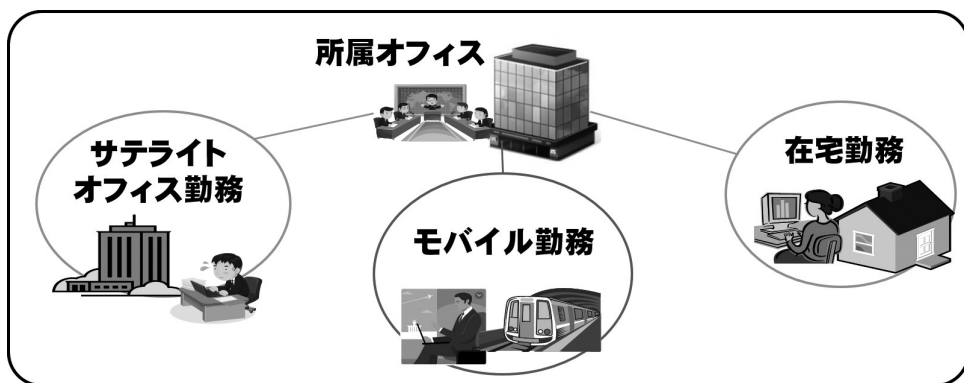 所属オフィス
サテライト
オフィス勤務
モバイル勤務
在宅勤務